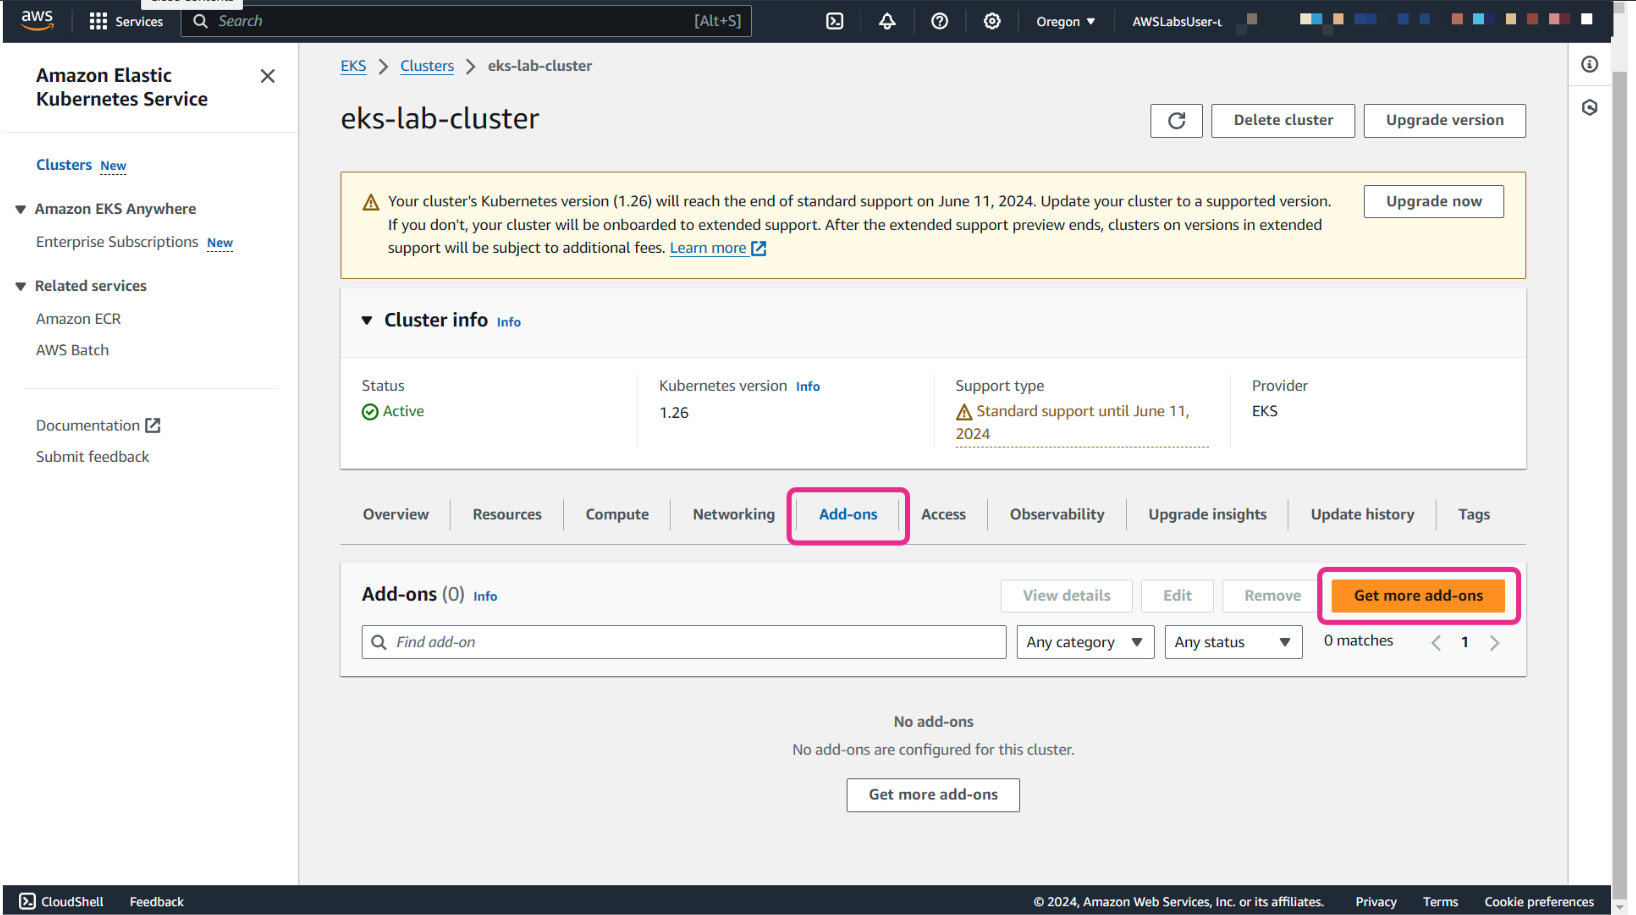 aws
Services
Search
[Alt+S]
Oregon
AWSLabsUser-u
Amazon Elastic
Kubernetes Service
Clusters New
Amazon EKS Anywhere
Enterprise Subscriptions New
Related services
Amazon ECR
AWS Batch
Documentation
Submit feedback
EKS
Clusters
eks-lab-cluster
eks-lab-cluster
Delete cluster
Upgrade version
Your cluster's Kubernetes version (1.26) will reach the end of standard support on June 11, 2024. Update your cluster to a supported version.
If you don't, your cluster will be onboarded to extended support. After the extended support preview ends, clusters on versions in extended
support will be subject to additional fees. Learn more
Upgrade now
Cluster info Info
Status
Active
Kubernetes version Info
1.26
Support type
Standard support until June 11,
2024
Provider
EKS
Overview
Resources
Compute
Networking
Add-ons
Access
Observability
Upgrade insights
Update history
Tags
Add-ons (0) Info
View details
Edit
Remove
Get more add-ons
Find add-on
Any category
Any status
0 matches
1
No add-ons
No add-ons are configured for this cluster.
Get more add-ons
CloudShell
Feedback
© 2024, Amazon Web Services, Inc. or its affiliates.
Privacy
Terms
Cookie preferences